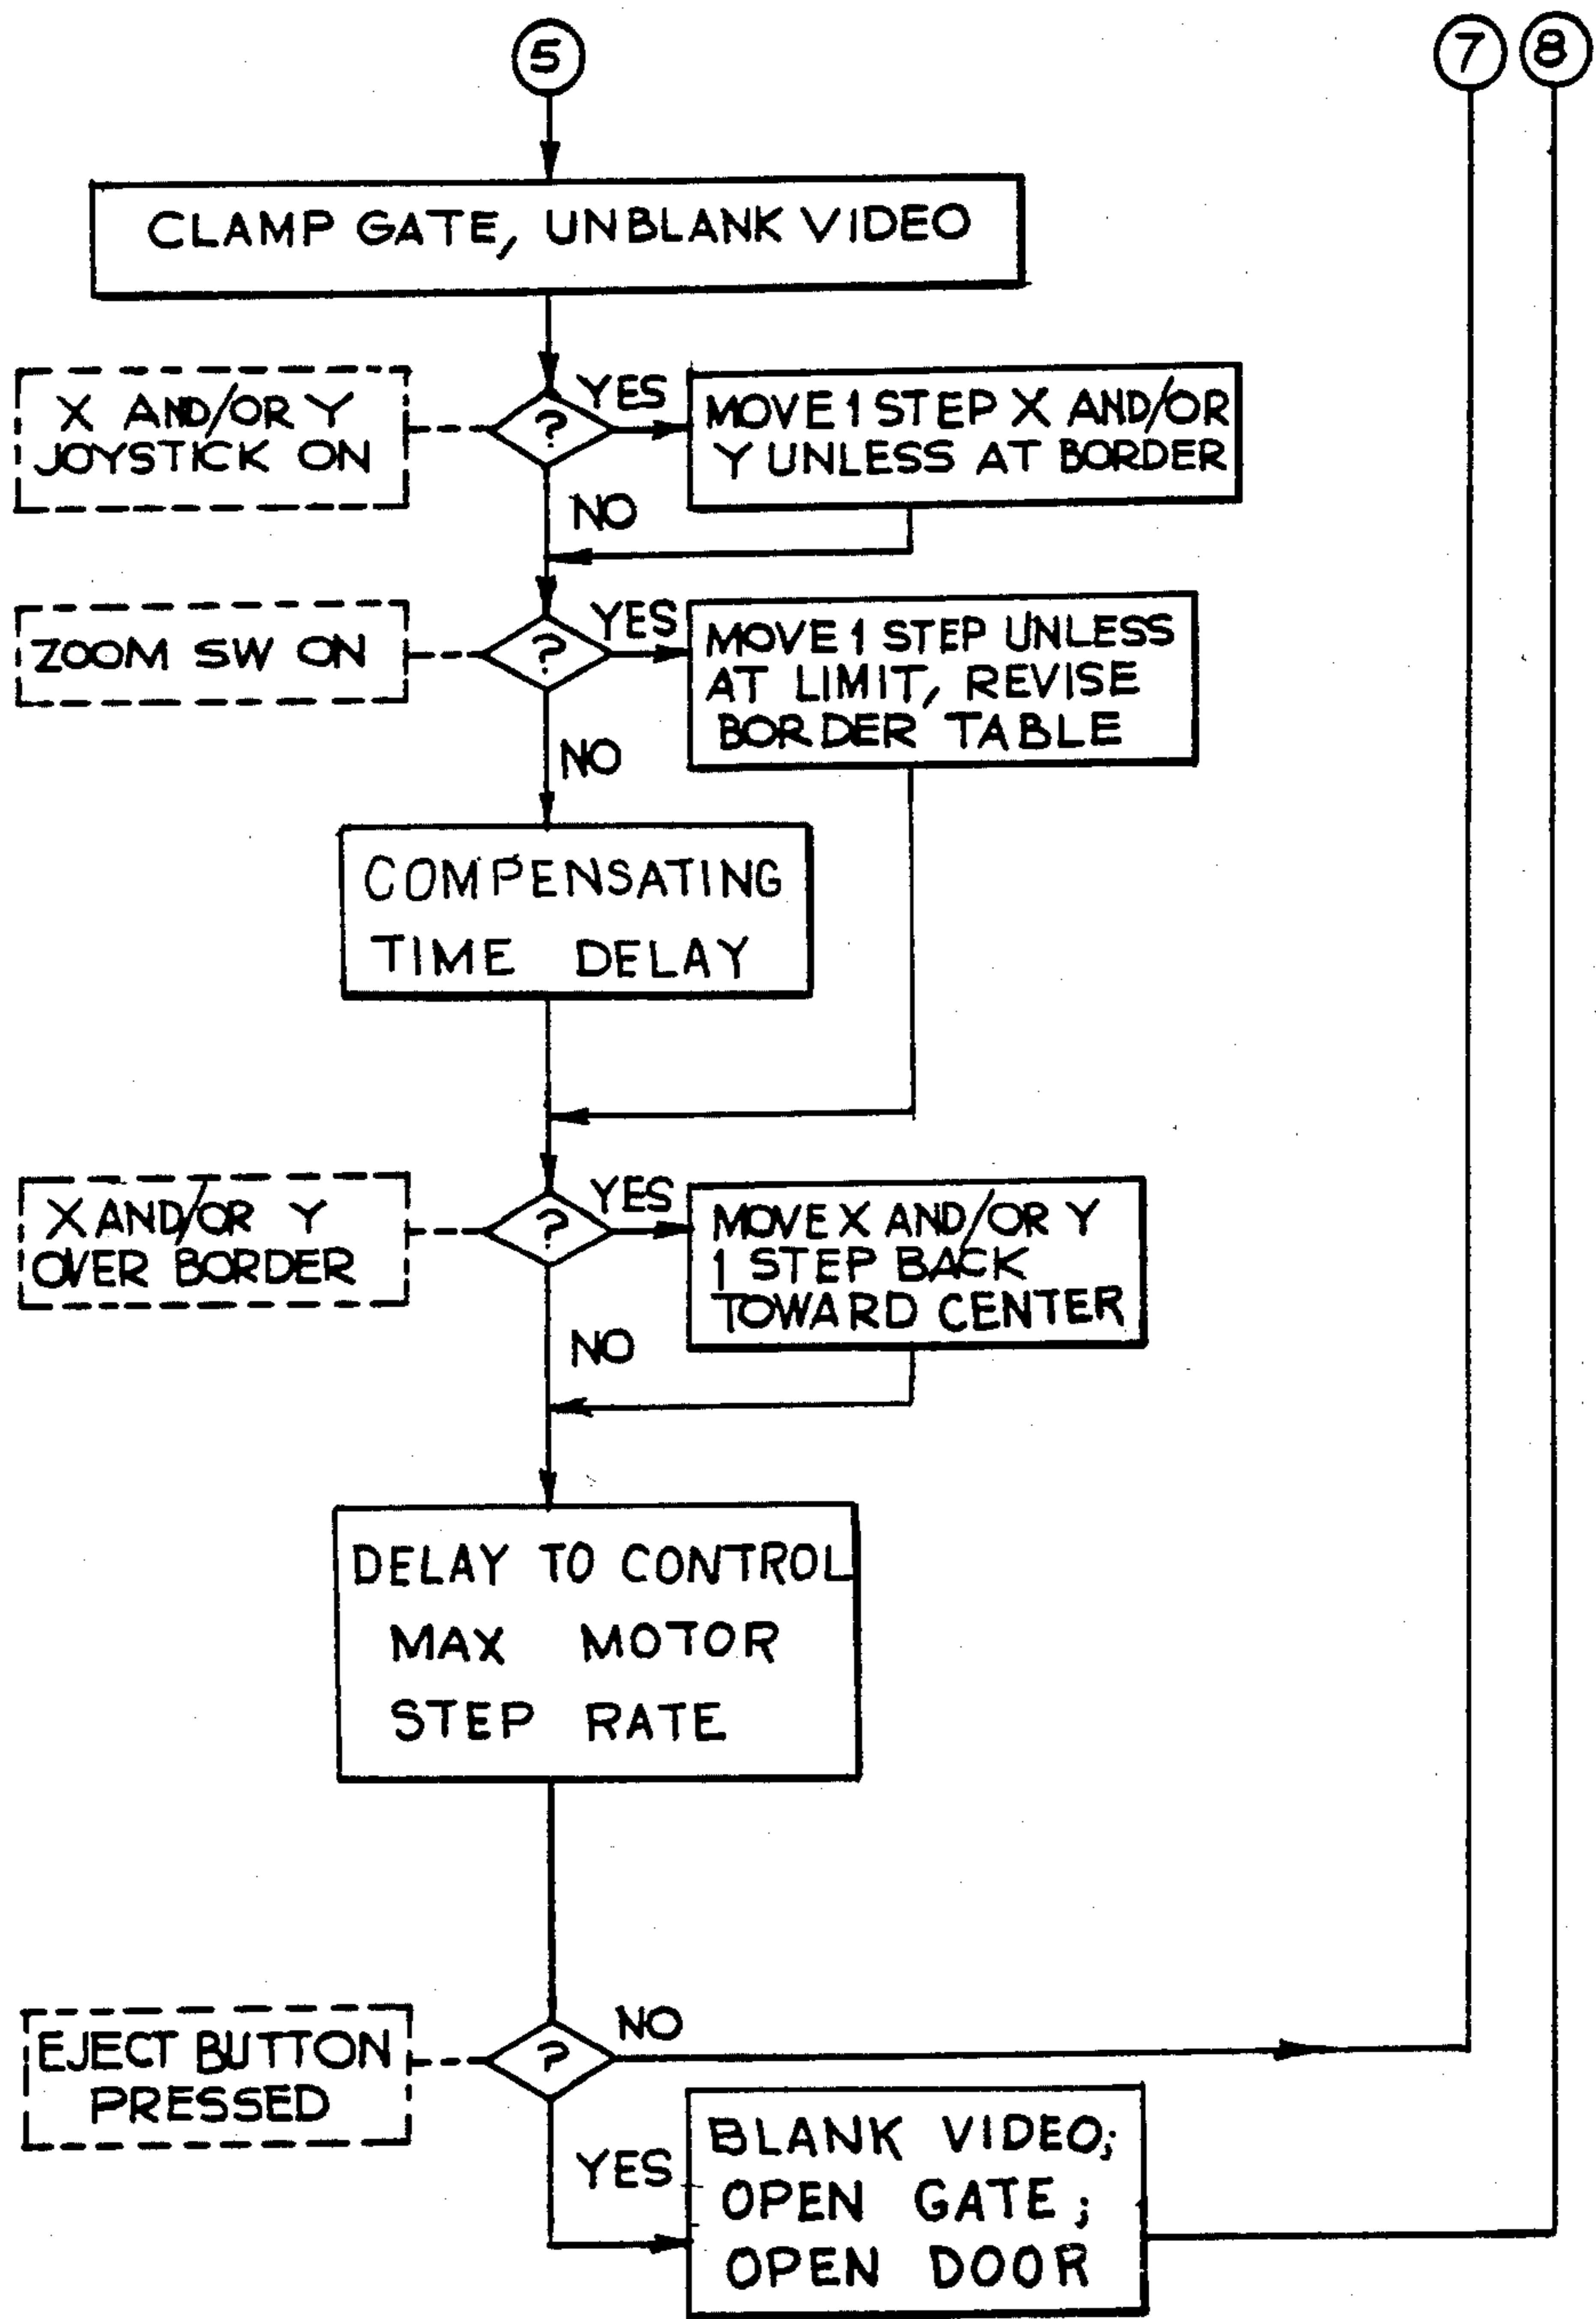 5
7 8
CLAMP GATE, UNBLANK VIDEO
X AND/OR Y
JOYSTICK ON
?
YES
MOVE 1 STEP X AND/OR
Y UNLESS AT BORDER
NO
ZOOM SW ON
?
YES
MOVE 1 STEP UNLESS
AT LIMIT, REVISE
BORDER TABLE
NO
COMPENSATING
TIME DELAY
X AND/OR Y
OVER BORDER
?
YES
MOVE X AND/OR Y
1 STEP BACK
TOWARD CENTER
NO
DELAY TO CONTROL
MAX MOTOR
STEP RATE
EJECT BUTTON
PRESSED
?
NO
YES
BLANK VIDEO;
OPEN GATE;
OPEN DOOR